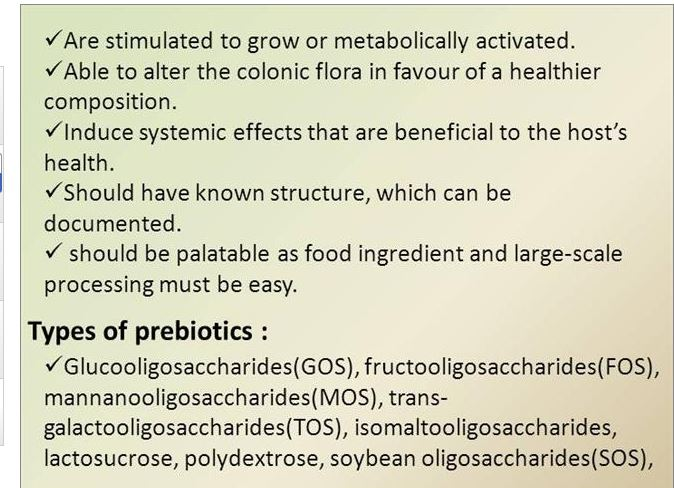 ✓Are stimulated to grow or metabolically activated.
✓Able to alter the colonic flora in favour of a healthier
composition.
✓Induce systemic effects that are beneficial to the host's
health.
✓Should have known structure, which can be
documented.
✓ should be palatable as food ingredient and large-scale
processing must be easy.
Types of prebiotics :
✓Glucooligosaccharides(GOS), fructooligosaccharides(FOS),
mannanooligosaccharides(MOS), trans-
galactooligosaccharides(TOS), isomaltooligosaccharides,
lactosucrose, polydextrose, soybean oligosaccharides(SOS),